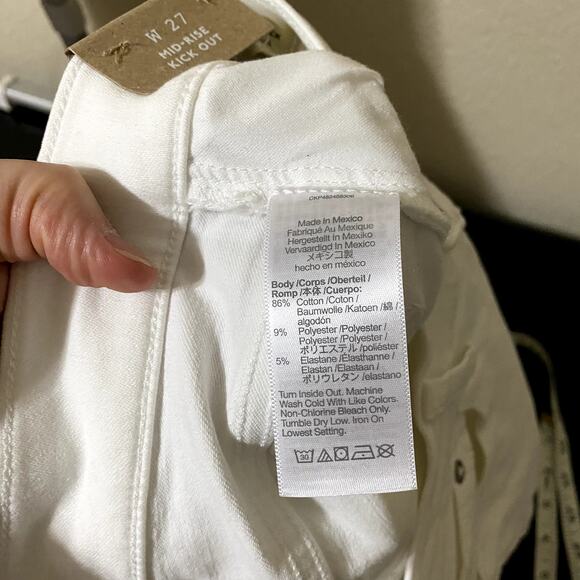 W 27
MID-RISE
KICK OUT
Made In Mexico
Fabriqué Au Mexique
Hergestellt In Mexiko
Vervaardigd In Mexico
メキシコ製
hecho en méxico
Body /Corps /Oberteil /
Romp /本体 /Cuerpo:
86% Cotton /Coton /
Baumwolle /Katoen /綿 /
algodón
9% Polyester /Polyester /
Polyester /Polyester /
ポリエステル /poliéster
5% Elastane /Élasthanne /
Elastan /Elastaan /
ポリウレタン /elastano
Turn Inside Out. Machine
Wash Cold With Like Colors.
Non-Chlorine Bleach Only.
Tumble Dry Low. Iron On
Lowest Setting.
30